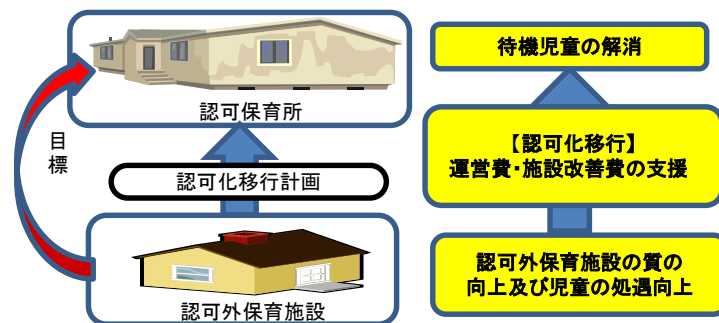 認可保育所
目標
認可化移行計画
認可外保育施設
待機児童の解消
【認可化移行】
運営費・施設改善費の支援
認可外保育施設の質の
向上及び児童の処遇向上